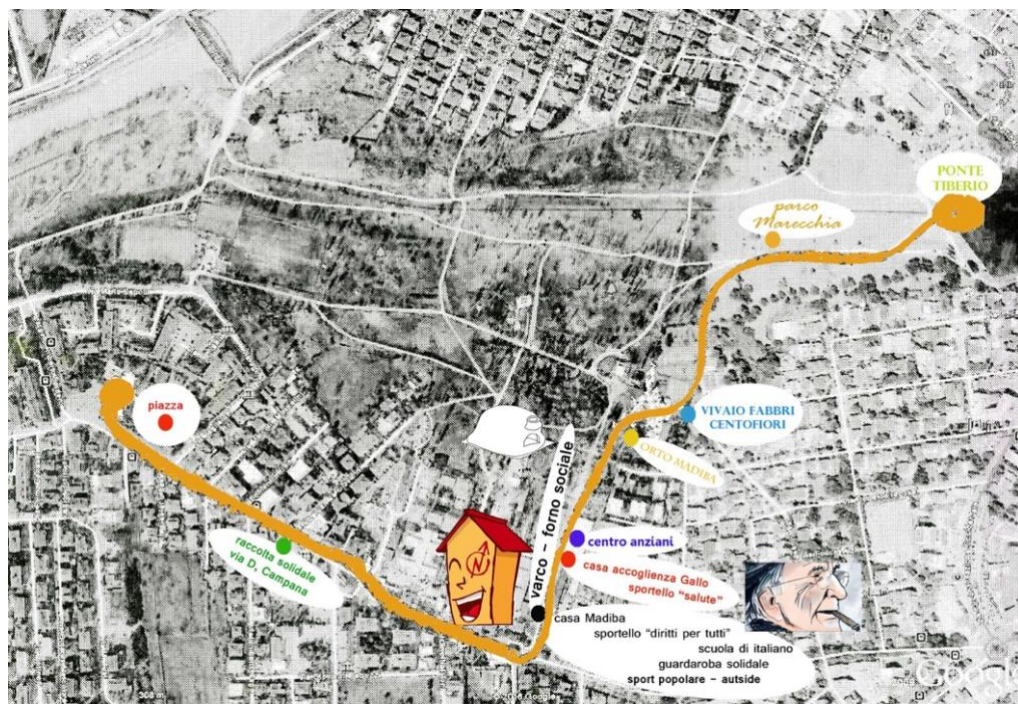 PONTE
TIBERIO
parco
Marecchia
piazza
VIVAIO FABBRI
CENTOFIORI
ORTO MADIBA
varco – forno sociale
raccolta solidale
via D. Campana
centro anziani
casa accoglienza Gallo
sportello "salute"
casa Madiba
sportello "diritti per tutti"
scuola di italiano
guardaroba solidale
sport popolare – autside
300 m
Google